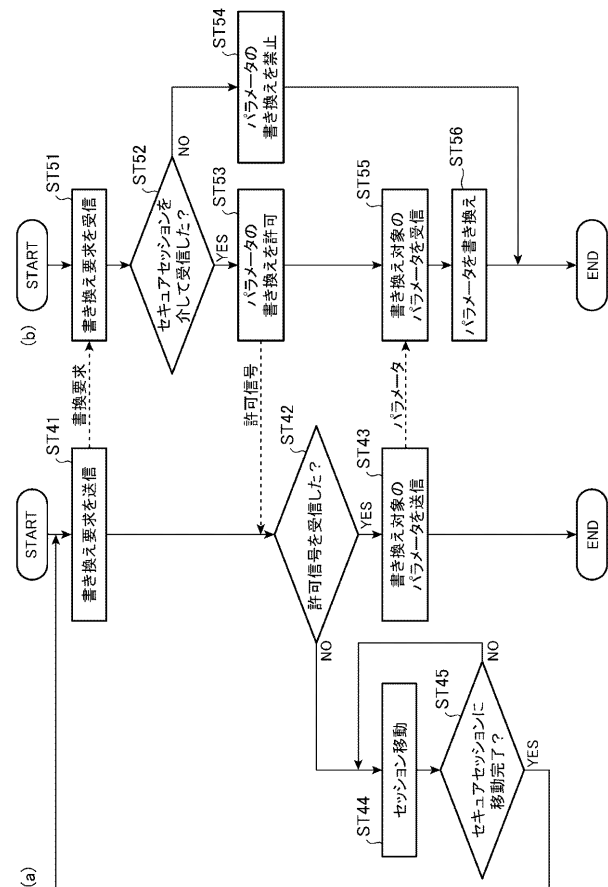 (a)
START
ST41
書き換え要求を送信
書換要求
許可信号
ST42
許可信号を受信した？
NO
YES
ST43
書き換え対象の
パラメータを送信
パラメータ
END
ST44
セッション移動
ST45
セキュアセッションに
移動完了？
NO
YES
(b)
START
ST51
書き換え要求を受信
ST52
セキュアセッションを
介して受信した？
NO
YES
ST53
パラメータの
書き換えを許可
ST54
パラメータの
書き換えを禁止
ST55
書き換え対象の
パラメータを受信
ST56
パラメータを書き換え
END